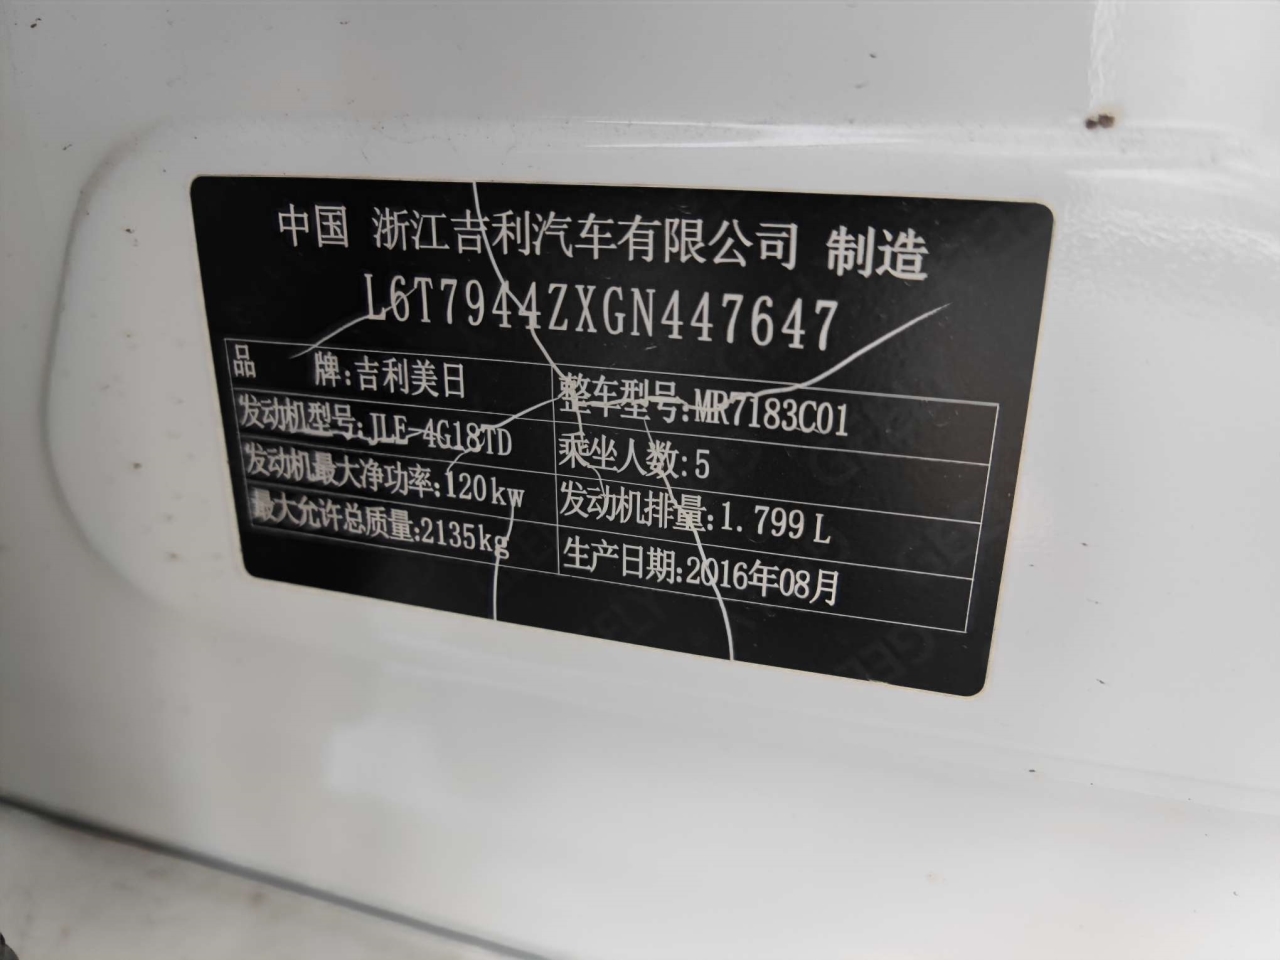 中国 浙江吉利汽车有限公司 制造
L6T7944ZXGN447647
品 牌:吉利美日 整车型号:MR7183C01
发动机型号:JLE-4G18TD 乘坐人数:5
发动机最大净功率:120kw 发动机排量:1.799L
最大允许总质量:2135kg 生产日期:2016年08月